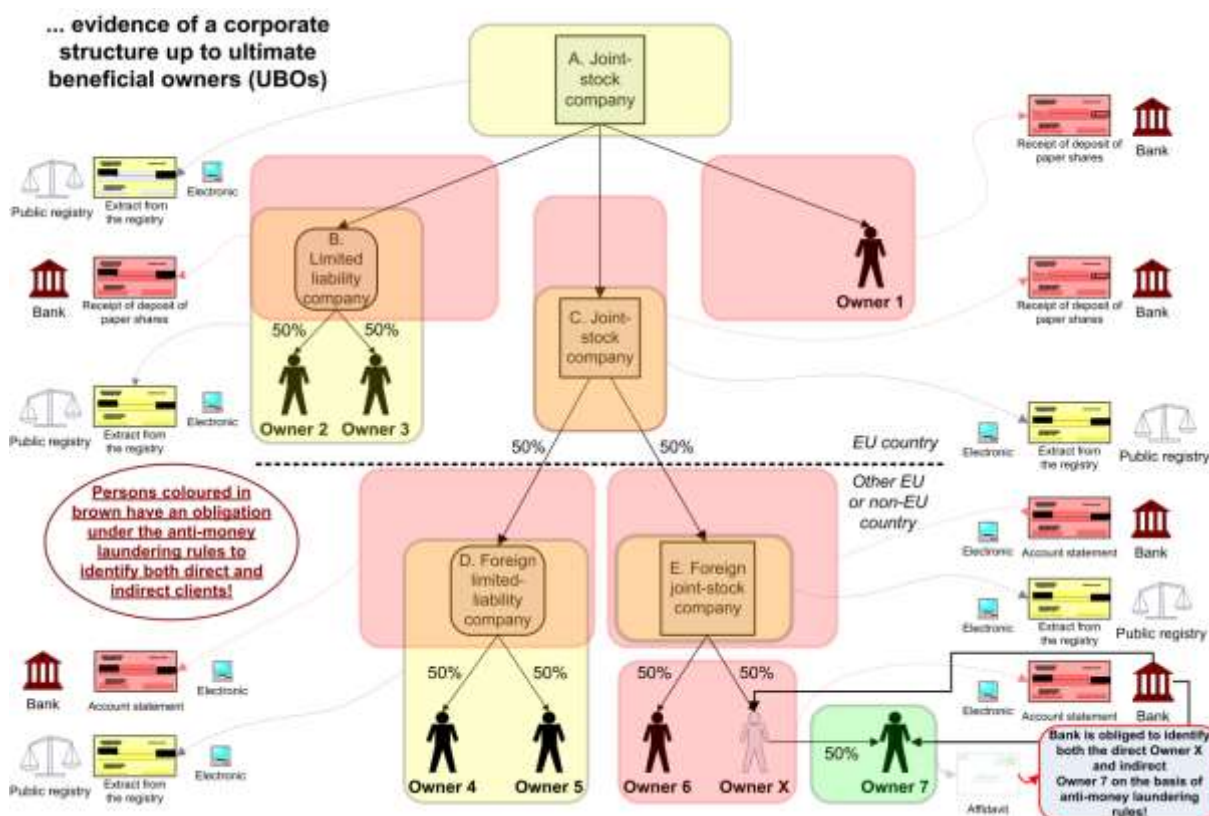 ... evidence of a corporate
structure up to ultimate
beneficial owners (UBOs)
A. Joint-
stock
company
Receipt of deposit of
paper shares
Bank
Public registry
Extract from
the registry
Electronic
B.
Limited
liability
company
Owner 1
Bank
Receipt of deposit of
paper shares
C. Joint-
stock
company
Receipt of deposit of
paper shares
Bank
50%
50%
Owner 2
Owner 3
Public registry
Extract from
the registry
Electronic
50%
50%
EU country
Electronic
Extract from
the registry
Public registry
Other EU
or non-EU
country
Persons coloured in
brown have an obligation
under the anti-money
laundering rules to
identify both direct and
indirect clients!
Electronic
Account statement
Bank
D. Foreign
limited-
liability
company
E. Foreign
joint-stock
company
Electronic
Extract from
the registry
Public registry
Bank
Account statement
Electronic
50%
50%
50%
50%
Electronic
Account statement
Bank
Public registry
Extract from
the registry
Electronic
Owner 4
Owner 5
Owner 6
Owner X
50%
Owner 7
Affidavit
Bank is obliged to identify
both the direct Owner X
and indirect
Owner 7 on the basis of
anti-money laundering
rules!